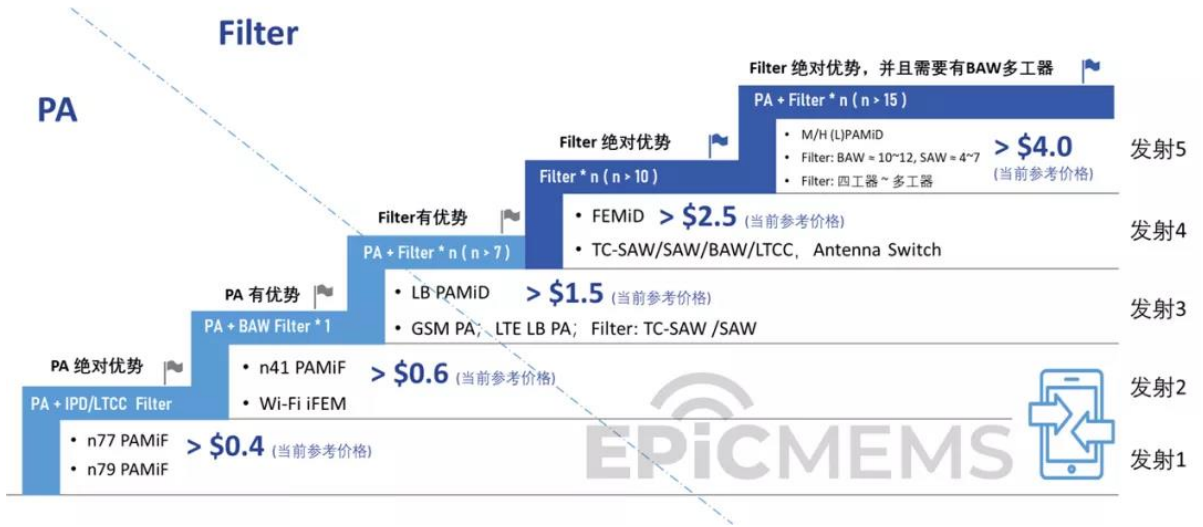 Filter
PA
Filter 绝对优势，并且需要有BAW多工器
PA + Filter * n ( n > 15 )
• M/H (L)PAMiD
• Filter: BAW = 10~12, SAW = 4~7
• Filter: 四工器 ~ 多工器
> $4.0
(当前参考价格)
发射5
Filter 绝对优势
Filter * n ( n > 10 )
• FEMiD > $2.5 (当前参考价格)
• TC-SAW/SAW/BAW/LTCC, Antenna Switch
发射4
Filter有优势
PA + Filter * n ( n > 7 )
• LB PAMiD > $1.5 (当前参考价格)
• GSM PA; LTE LB PA; Filter: TC-SAW /SAW
发射3
PA 有优势
PA + BAW Filter * 1
• n41 PAMiF
• Wi-Fi iFEM
> $0.6 (当前参考价格)
发射2
PA 绝对优势
PA + IPD/LTCC Filter
• n77 PAMiF
• n79 PAMiF
> $0.4 (当前参考价格)
发射1
EPiCMEMS